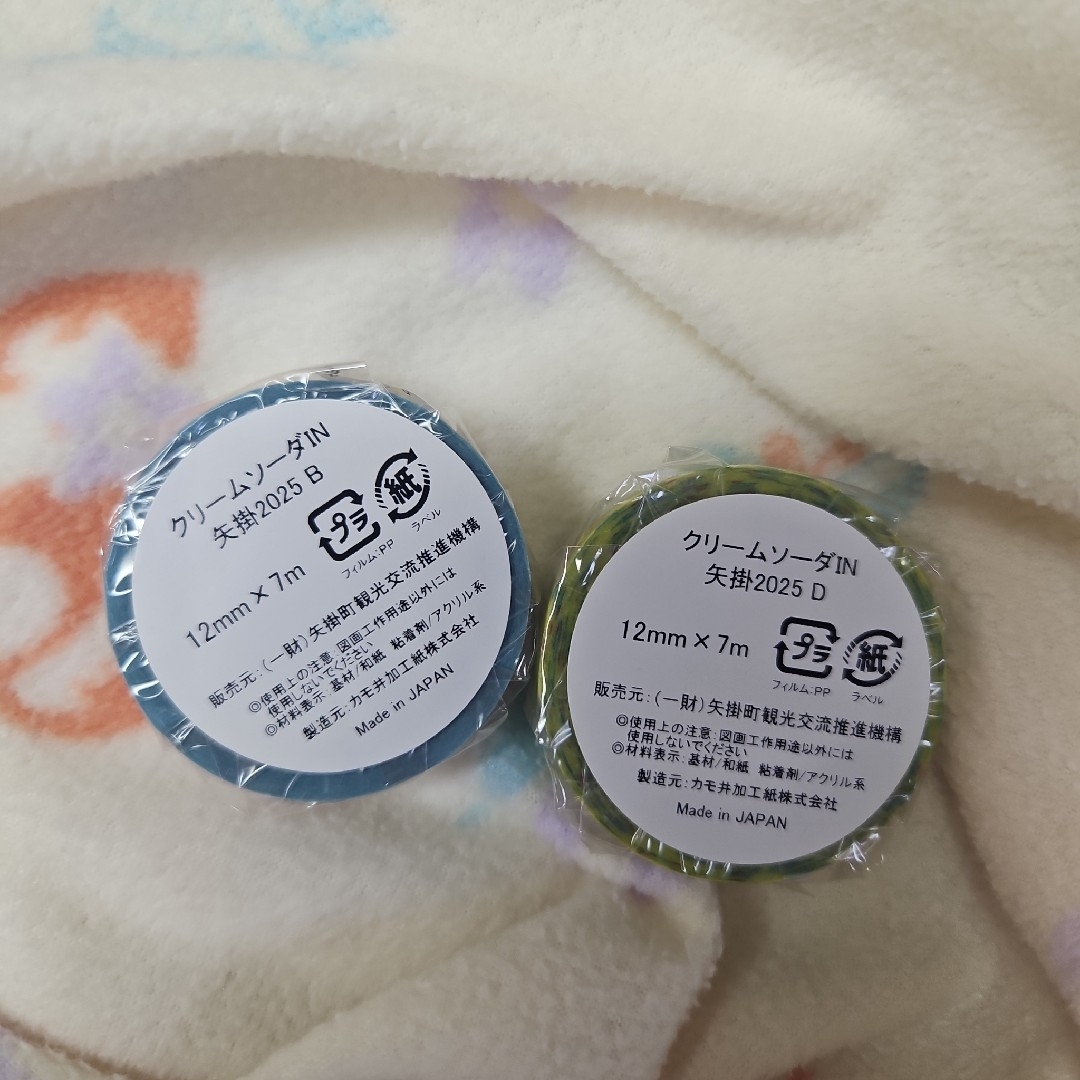 クリームソーダIN
矢掛2025 B
12mm×7m
プラ
フィルム:PP
紙
ラベル
販売元:(一財)矢掛町観光交流推進機構
◎使用上の注意:図画工作用途以外には
使用しないでください
◎材料表示:基材/和紙 粘着剤/アクリル系
製造元:カモ井加工紙株式会社
Made in JAPAN
クリームソーダIN
矢掛2025 D
12mm×7m
プラ
フィルム:PP
紙
ラベル
販売元:(一財)矢掛町観光交流推進機構
◎使用上の注意:図画工作用途以外には
使用しないでください
◎材料表示:基材/和紙 粘着剤/アクリル系
製造元:カモ井加工紙株式会社
Made in JAPAN